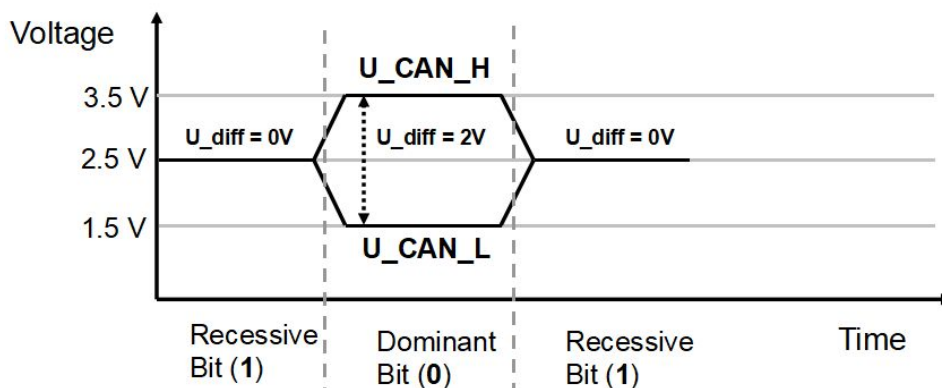 Voltage
U_CAN_H
3.5 V
U_diff = 0V
U_diff = 2V
U_diff = 0V
2.5 V
1.5 V
U_CAN_L
Recessive
Bit (1)
Dominant
Bit (0)
Recessive
Bit (1)
Time